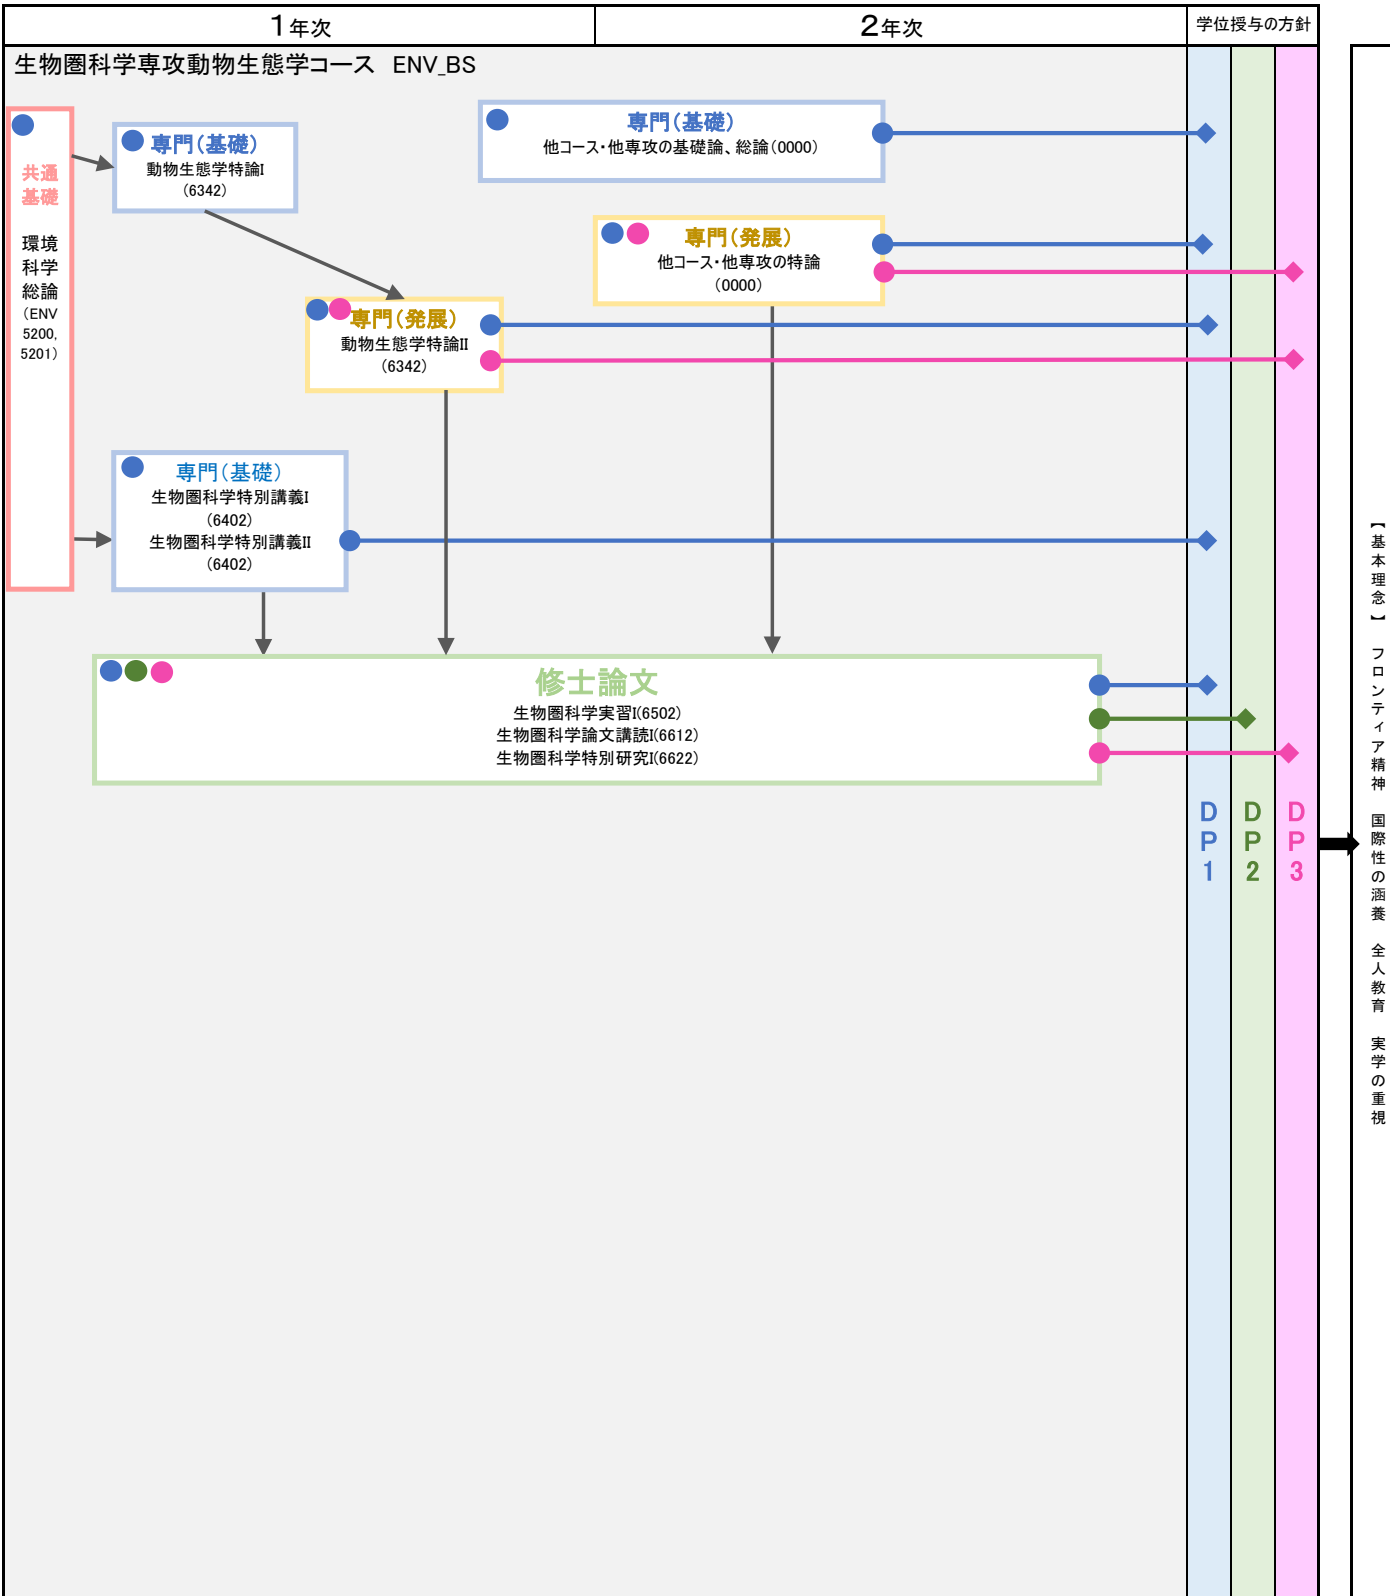 1年次
2年次
学位授与の方針
生物圏科学専攻動物生態学コース ENV_BS
共通
基礎
環境
科学
総論
(ENV
5200,
5201)
専門(基礎)
動物生態学特論I
(6342)
専門(基礎)
他コース・他専攻の基礎論、総論(0000)
専門(発展)
他コース・他専攻の特論
(0000)
専門(発展)
動物生態学特論II
(6342)
専門(基礎)
生物圏科学特別講義I
(6402)
生物圏科学特別講義II
(6402)
修士論文
生物圏科学実習I(6502)
生物圏科学論文講読I(6612)
生物圏科学特別研究I(6622)
DP1
DP2
DP3
【基本理念】 フロンティア精神 国際性の涵養 全人教育 実学の重視